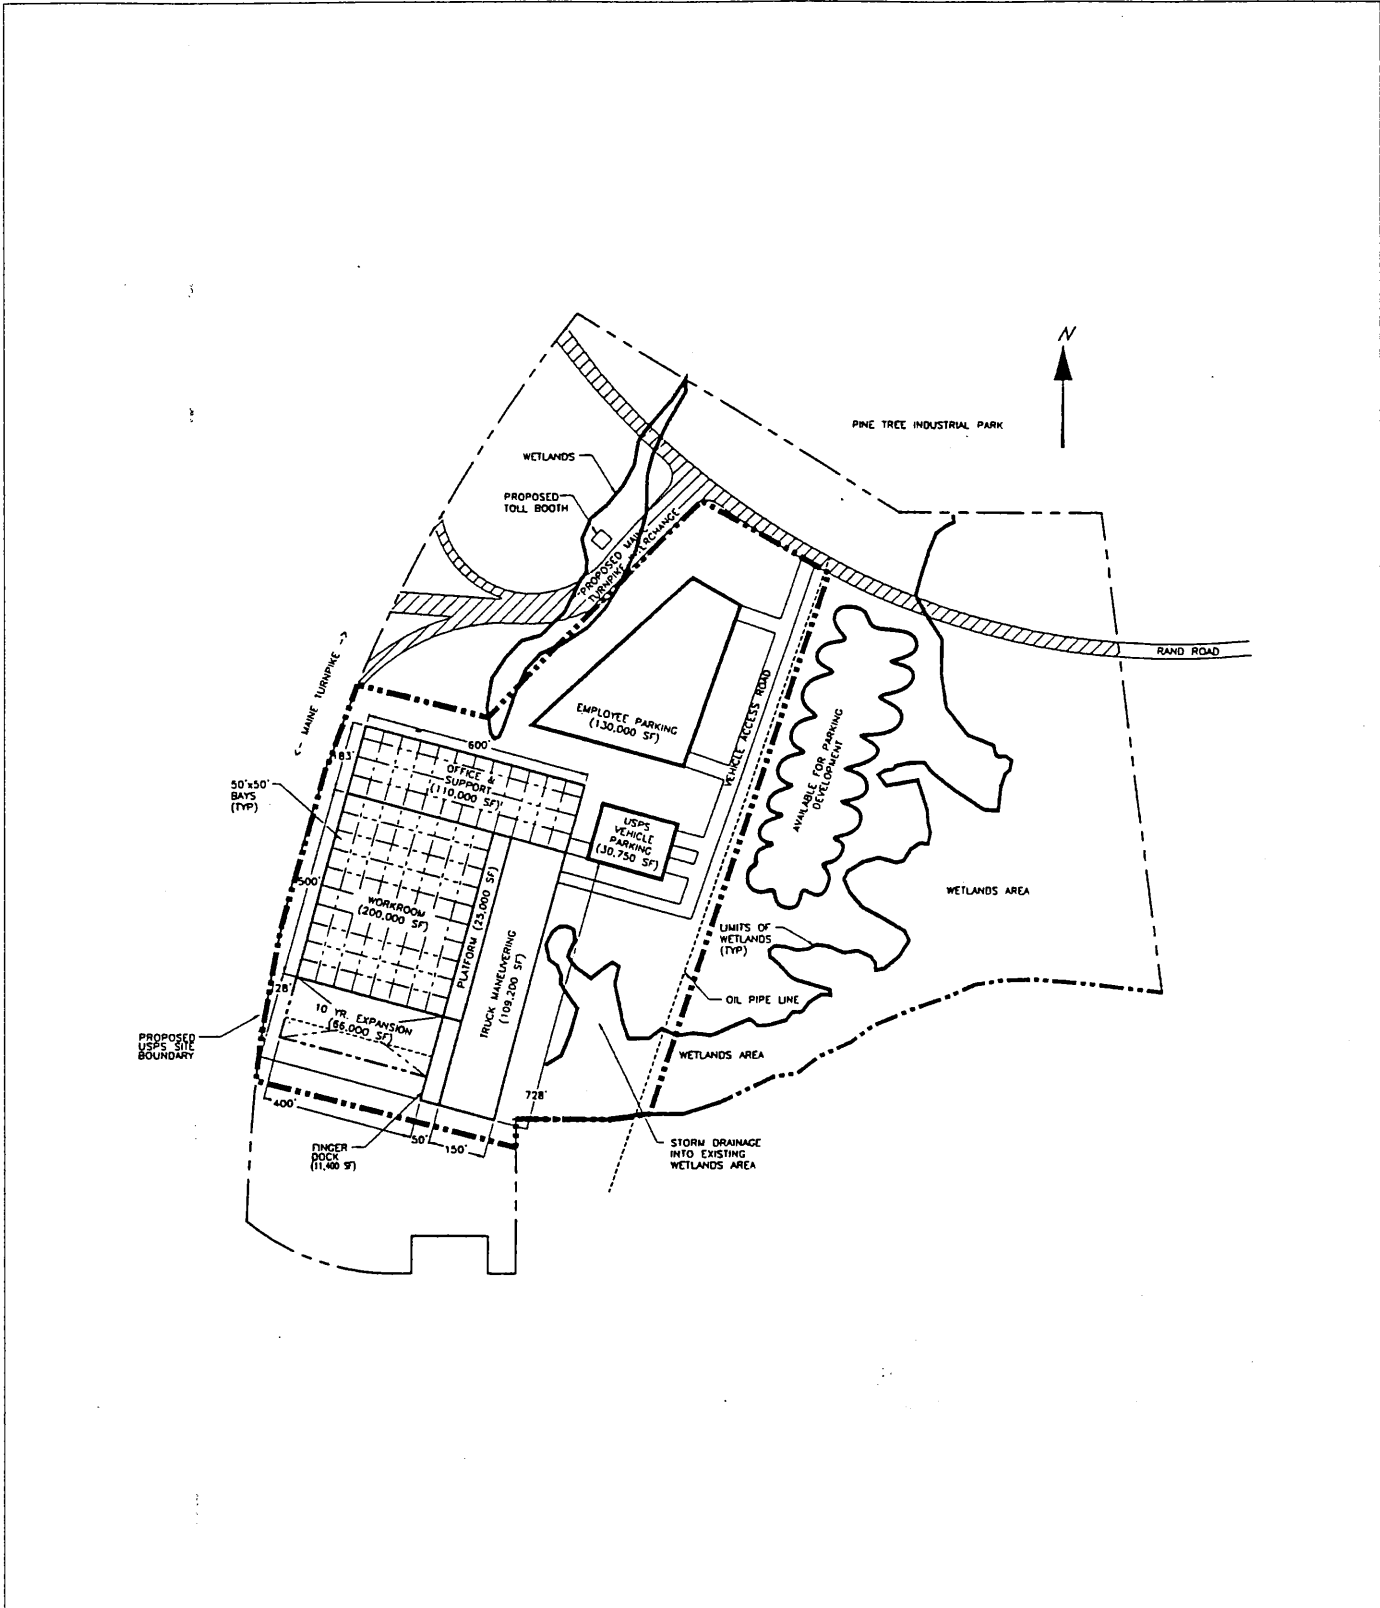 N
PINE TREE INDUSTRIAL PARK
WETLANDS
PROPOSED
TOLL BOOTH
PROPOSED MAINE
TURNPIKE INTERCHANGE
RAND ROAD
<- MAINE TURNPIKE ->
EMPLOYEE PARKING
(130,000 SF)
VEHICLE ACCESS ROAD
AVAILABLE FOR PARKING
DEVELOPMENT
600'
183'
OFFICE &
SUPPORT
(110,000 SF)
50'x50'
BAYS
(TYP)
USPS
VEHICLE
PARKING
(30,750 SF)
500'
WORKROOM
(200,000 SF)
PLATFORM (25,000 SF)
TRUCK MANEUVERING
(109,200 SF)
WETLANDS AREA
LIMITS OF
WETLANDS
(TYP)
OIL PIPE LINE
28'
10 YR. EXPANSION
(66,000 SF)
PROPOSED
USPS SITE
BOUNDARY
WETLANDS AREA
728'
400'
50'
150'
FINGER
DOCK
(11,400 SF)
STORM DRAINAGE
INTO EXISTING
WETLANDS AREA